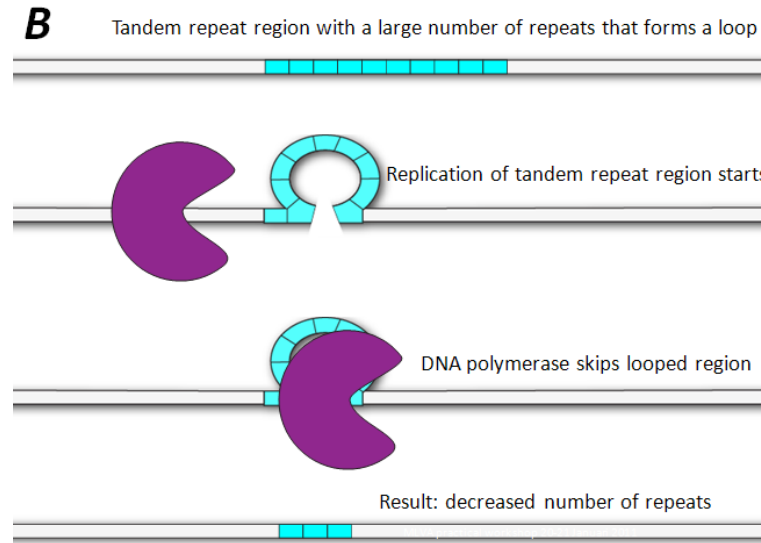 B
Tandem repeat region with a large number of repeats that forms a loop
Replication of tandem repeat region starts
DNA polymerase skips looped region
Result: decreased number of repeats